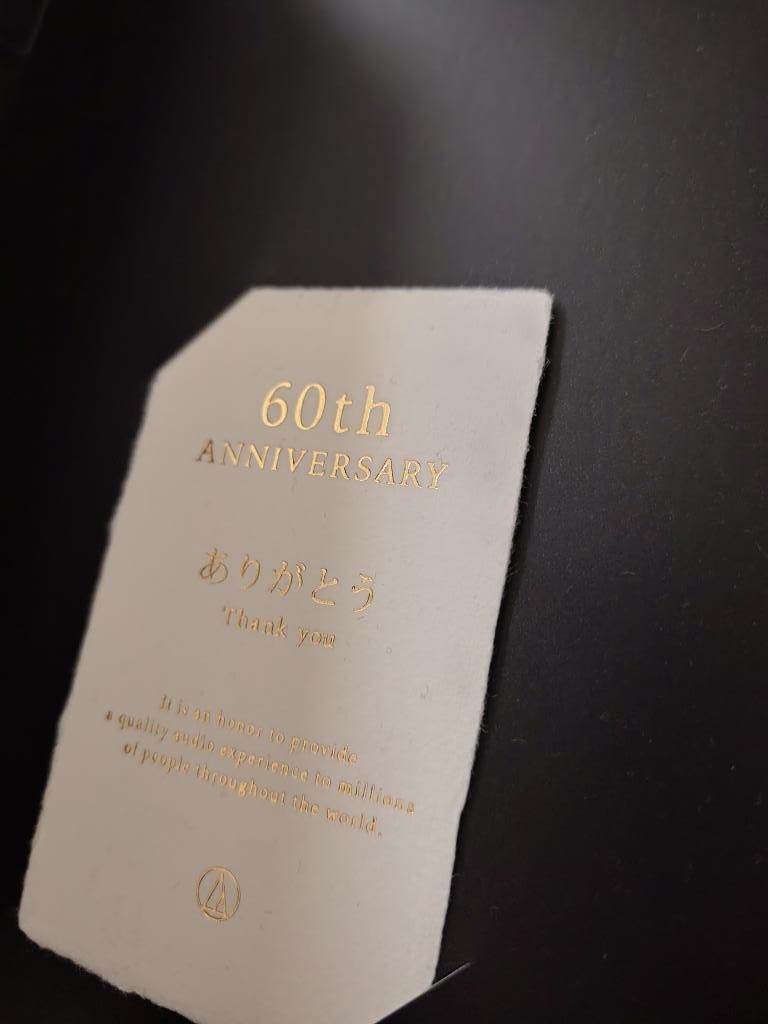 60th
ANNIVERSARY
ありがとう
Thank you
It is an honor to provide
a quality audio experience to millions
of people throughout the world.